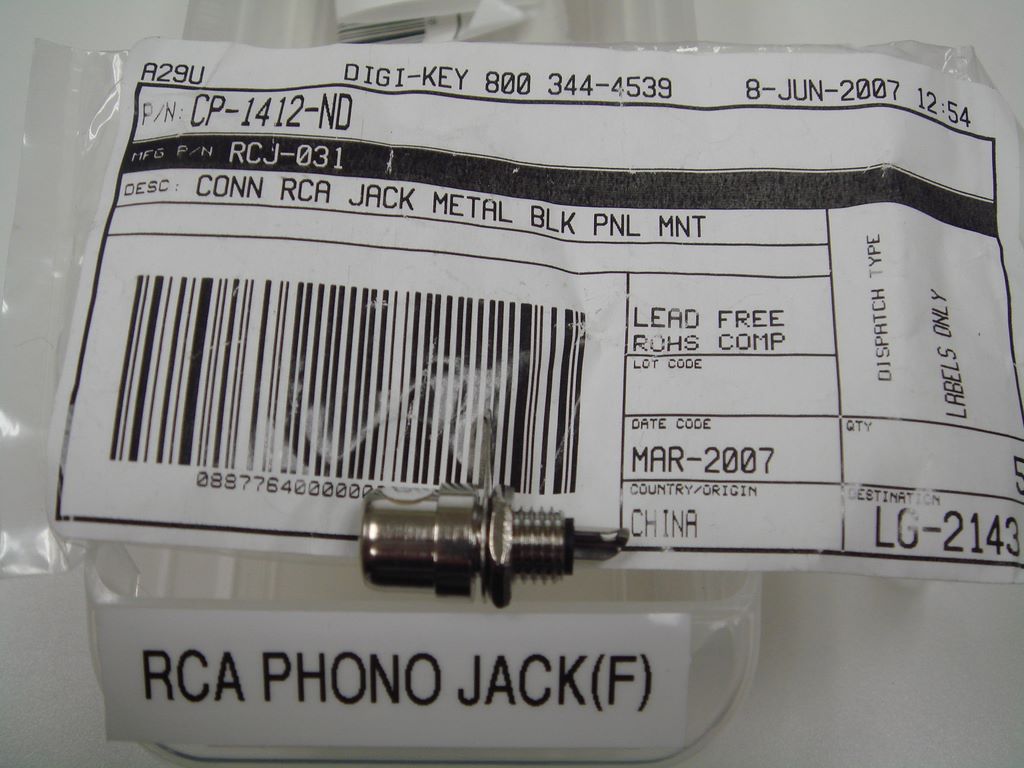 A29U DIGI-KEY 800 344-4539 8-JUN-2007 12:54
P/N: CP-1412-ND
MFG P/N RCJ-031
DESC: CONN RCA JACK METAL BLK PNL MNT
DISPATCH TYPE
LABELS ONLY
LEAD FREE
ROHS COMP
LOT CODE
DATE CODE
MAR-2007
QTY
5
0887764000000
COUNTRY/ORIGIN
CHINA
DESTINATION
LG-2143
RCA PHONO JACK(F)